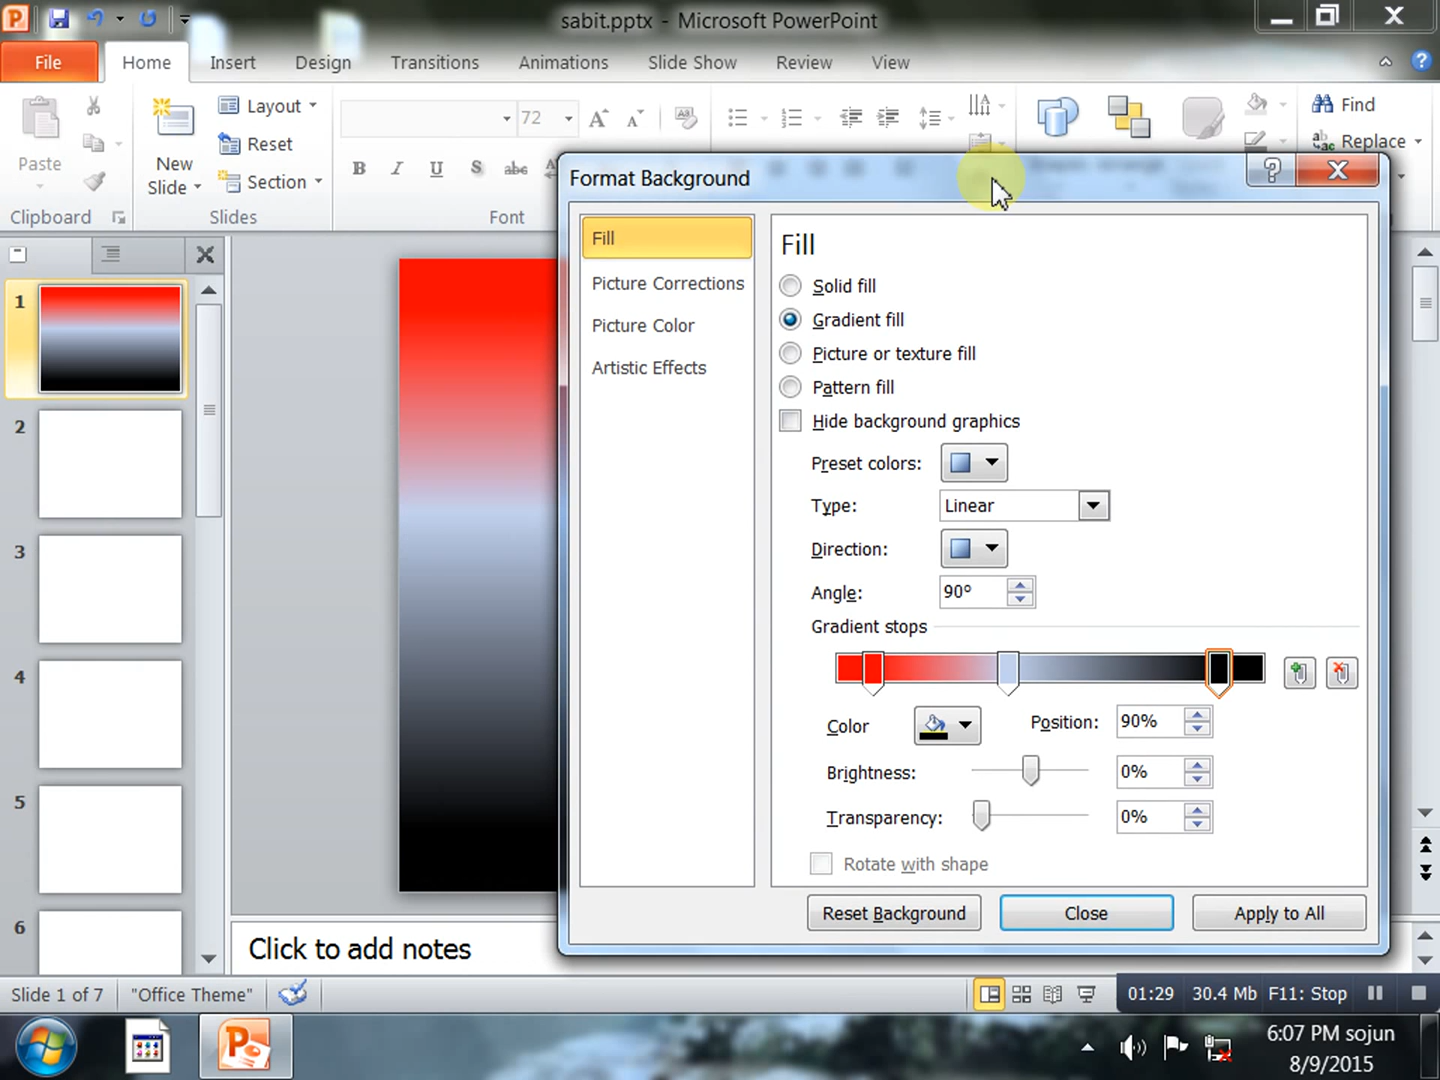 sabit.pptx - Microsoft PowerPoint
File Home Insert Design Transitions Animations Slide Show Review View
Paste
New Slide
Layout
Reset
Section
72
B I U S abc
Find
Replace
Clipboard Slides Font
Format Background
Fill
Picture Corrections
Picture Color
Artistic Effects
Fill
Solid fill
Gradient fill
Picture or texture fill
Pattern fill
Hide background graphics
Preset colors:
Type: Linear
Direction:
Angle: 90°
Gradient stops
Color Position: 90%
Brightness: 0%
Transparency: 0%
Rotate with shape
Reset Background Close Apply to All
1
2
3
4
5
6
Click to add notes
Slide 1 of 7 "Office Theme" 01:29 30.4 Mb F11: Stop
6:07 PM sojun
8/9/2015